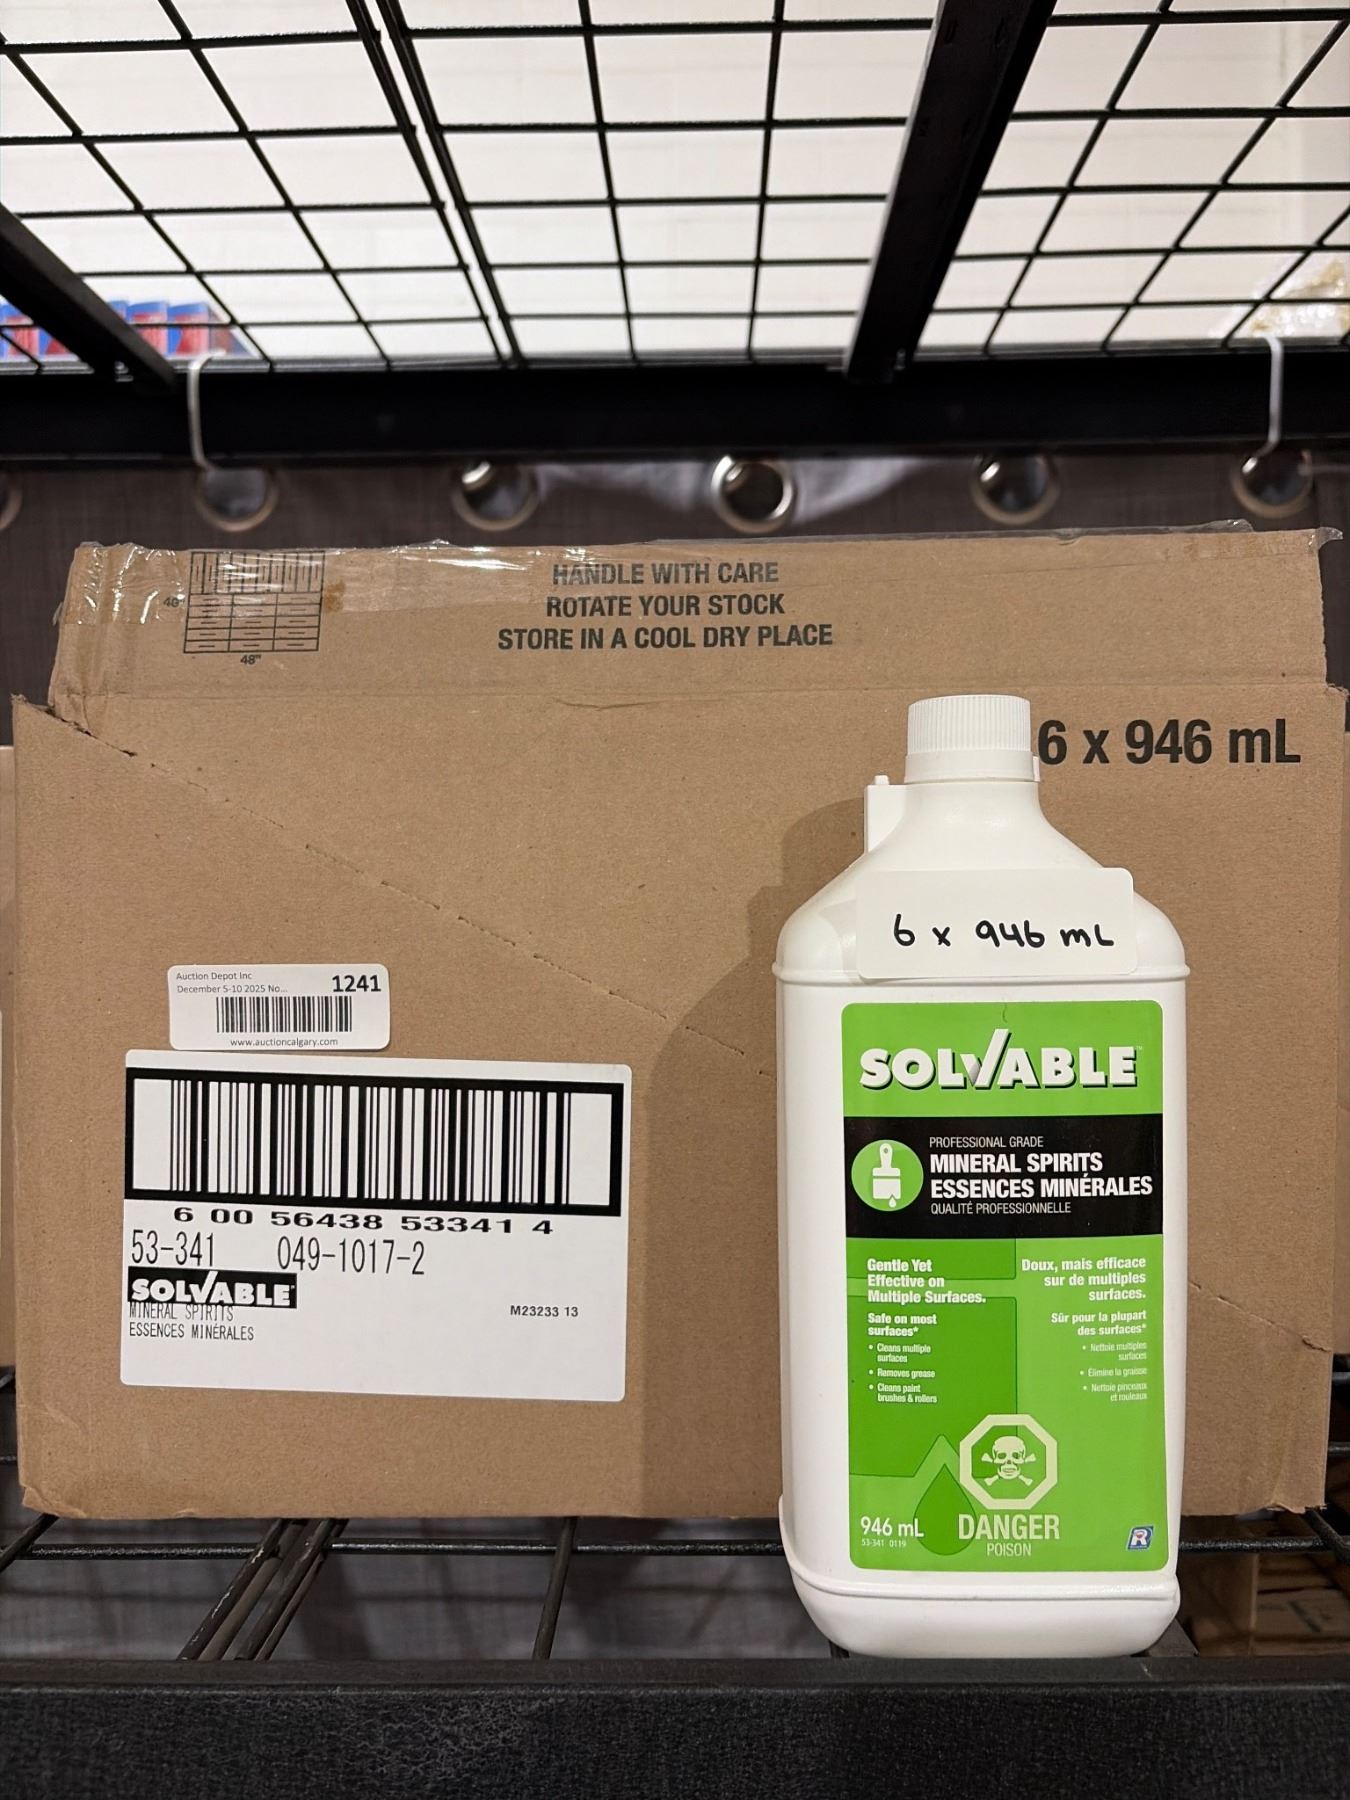 HANDLE WITH CARE
ROTATE YOUR STOCK
STORE IN A COOL DRY PLACE
48"
6 x 946 mL
6 x 946 mL
Auction Depot Inc
December 5-10 2025 No...
1241
www.auctioncalgary.com
6 00 56438 53341 4
53-341 049-1017-2
SOLVABLE
MINERAL SPIRITS
ESSENCES MINÉRALES
M23233 13
SOLVABLE
PROFESSIONAL GRADE
MINERAL SPIRITS
ESSENCES MINÉRALES
QUALITÉ PROFESSIONNELLE
Gentle Yet
Effective on
Multiple Surfaces.
Safe on most
surfaces*
• Cleans multiple
surfaces
• Removes grease
• Cleans paint
brushes & rollers
Doux, mais efficace
sur de multiples
surfaces.
Sûr pour la plupart
des surfaces*
• Nettoie multiples
surfaces
• Élimine la graisse
• Nettoie pinceaux
et rouleaux
946 mL
53-341 0119
DANGER
POISON
R